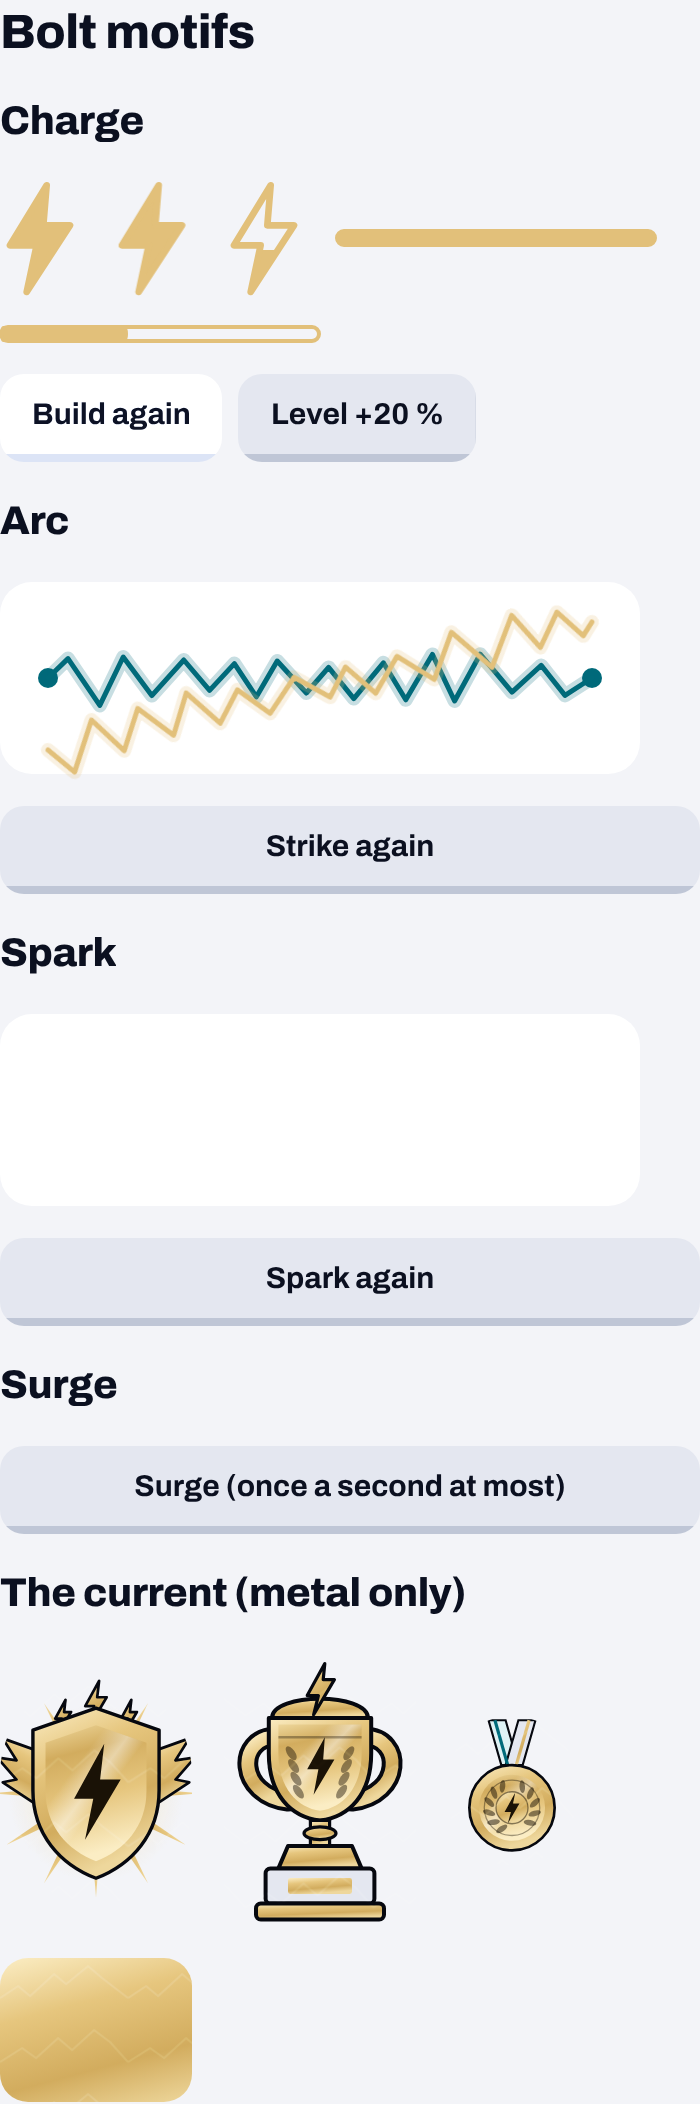 Bolt motifs
Charge
Build again
Level +20 %
Arc
Strike again
Spark
Spark again
Surge
Surge (once a second at most)
The current (metal only)